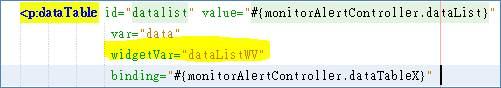 <p:dataTable id="datalist" value="#{monitorAlertController.dataList}"
var="data"
widgetVar="dataListWV"
binding="#{monitorAlertController.dataTableX}"